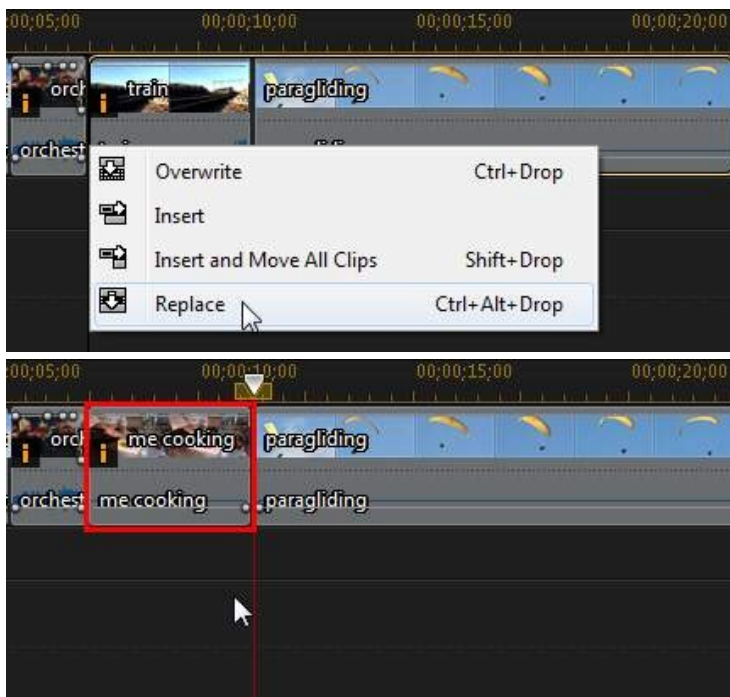 00;05;00 00;00;10;00 00;00;15;00 00;00;20;00
orch train paragliding
orchest
Overwrite Ctrl+Drop
Insert
Insert and Move All Clips Shift+Drop
Replace Ctrl+Alt+Drop
00;05;00 00;00;10;00 00;00;15;00 00;00;20;00
orch me cooking paragliding
orchest me cooking paragliding